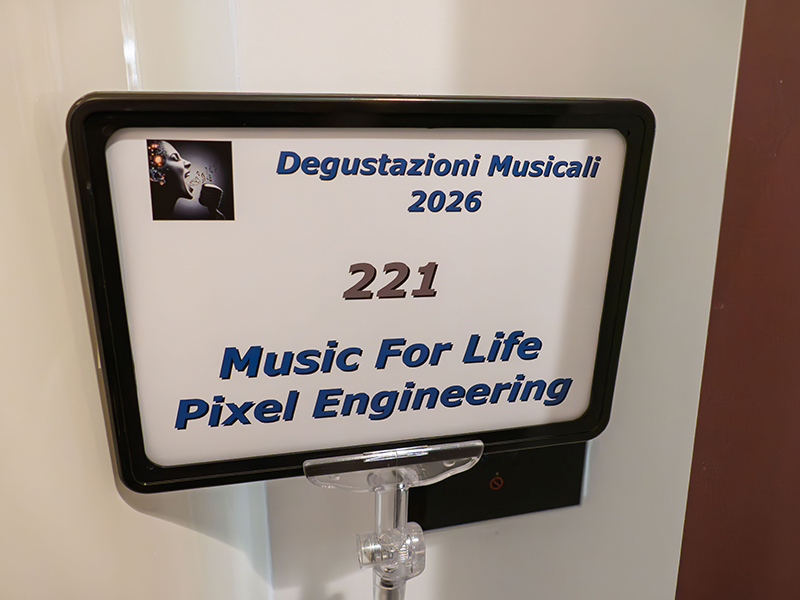 Degustazioni Musicali
2026
221
Music For Life
Pixel Engineering